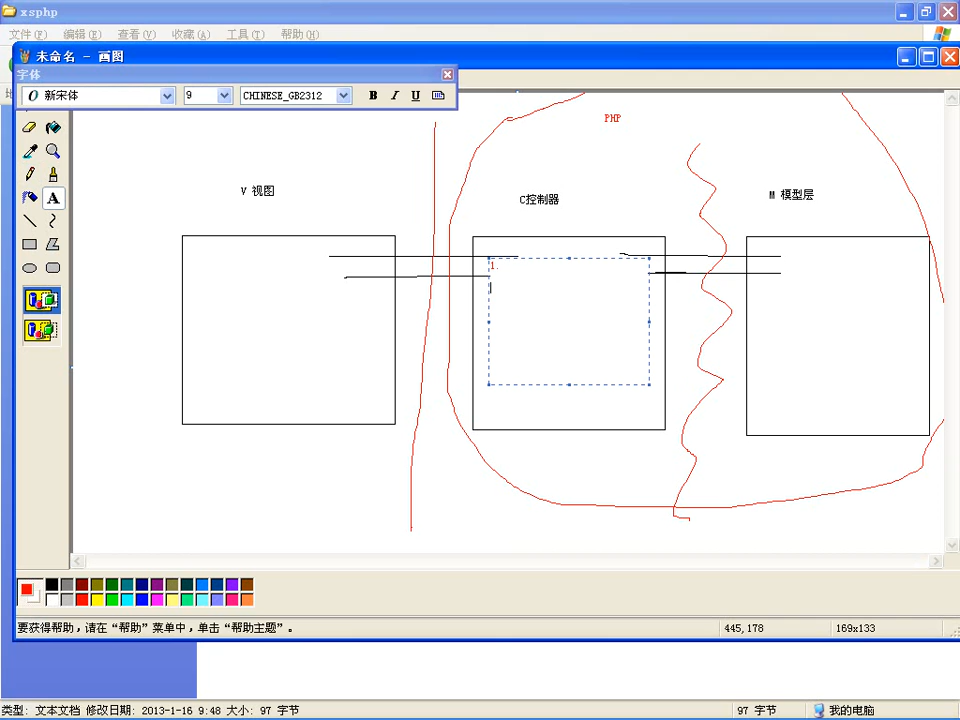 xsphp
文件(F) 编辑(E) 查看(V) 收藏(A) 工具(T) 帮助(H)
未命名 - 画图
字体
新宋体 9 CHINESE_GB2312 B I U
A
PHP
V 视图
C控制器
M 模型层
1.
要获得帮助，请在“帮助”菜单中，单击“帮助主题”。 445,178 169x133
类型: 文本文档 修改日期: 2013-1-16 9:48 大小: 97 字节 97 字节 我的电脑